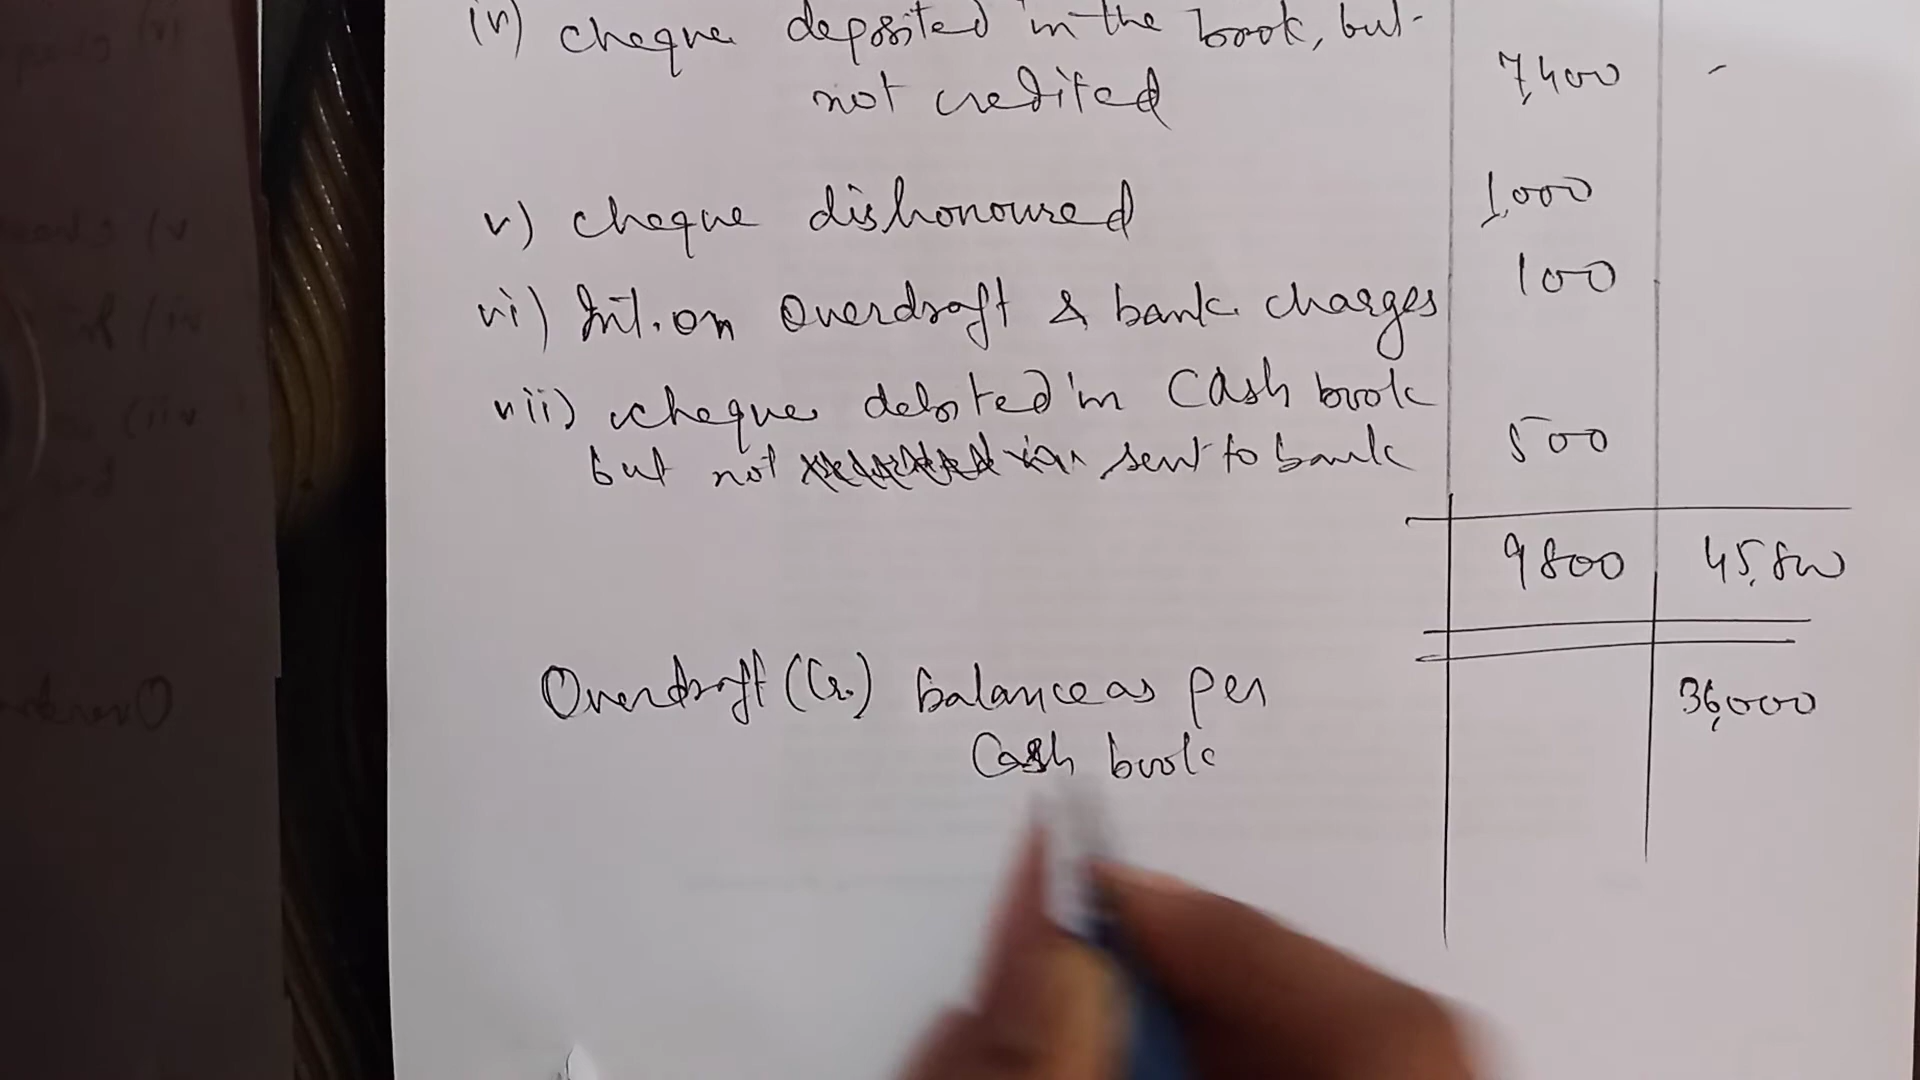 iv) cheque deposited in the book, but
not credited 7,400 -
v) cheque dishonoured 1,000
vi) Int. on Overdraft & bank charges 100
vii) cheque debited in Cash book
but not sent to bank 500
9800 45,800
Overdraft (Cr.) balance as per 36,000
Cash book